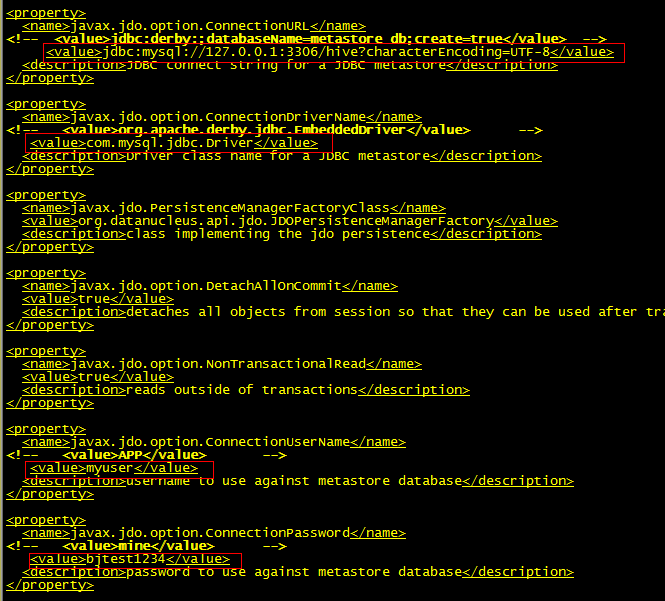 <property>
<name>javax.jdo.option.ConnectionURL</name>
<!-- <value>jdbc:derby:;databaseName=metastore_db;create=true</value> -->
<value>jdbc:mysql://127.0.0.1:3306/hive?characterEncoding=UTF-8</value>
<description>JDBC connect string for a JDBC metastore</description>
</property>
<property>
<name>javax.jdo.option.ConnectionDriverName</name>
<!-- <value>org.apache.derby.jdbc.EmbeddedDriver</value> -->
<value>com.mysql.jdbc.Driver</value>
<description>Driver class name for a JDBC metastore</description>
</property>
<property>
<name>javax.jdo.PersistenceManagerFactoryClass</name>
<value>org.datanucleus.api.jdo.JDOPersistenceManagerFactory</value>
<description>class implementing the jdo persistence</description>
</property>
<property>
<name>javax.jdo.option.DetachAllOnCommit</name>
<value>true</value>
<description>detaches all objects from session so that they can be used after tra
</property>
<property>
<name>javax.jdo.option.NonTransactionalRead</name>
<value>true</value>
<description>reads outside of transactions</description>
</property>
<property>
<name>javax.jdo.option.ConnectionUserName</name>
<!-- <value>APP</value> -->
<value>myuser</value>
<description>username to use against metastore database</description>
</property>
<property>
<name>javax.jdo.option.ConnectionPassword</name>
<!-- <value>mine</value> -->
<value>bjtest1234</value>
<description>password to use against metastore database</description>
</property>